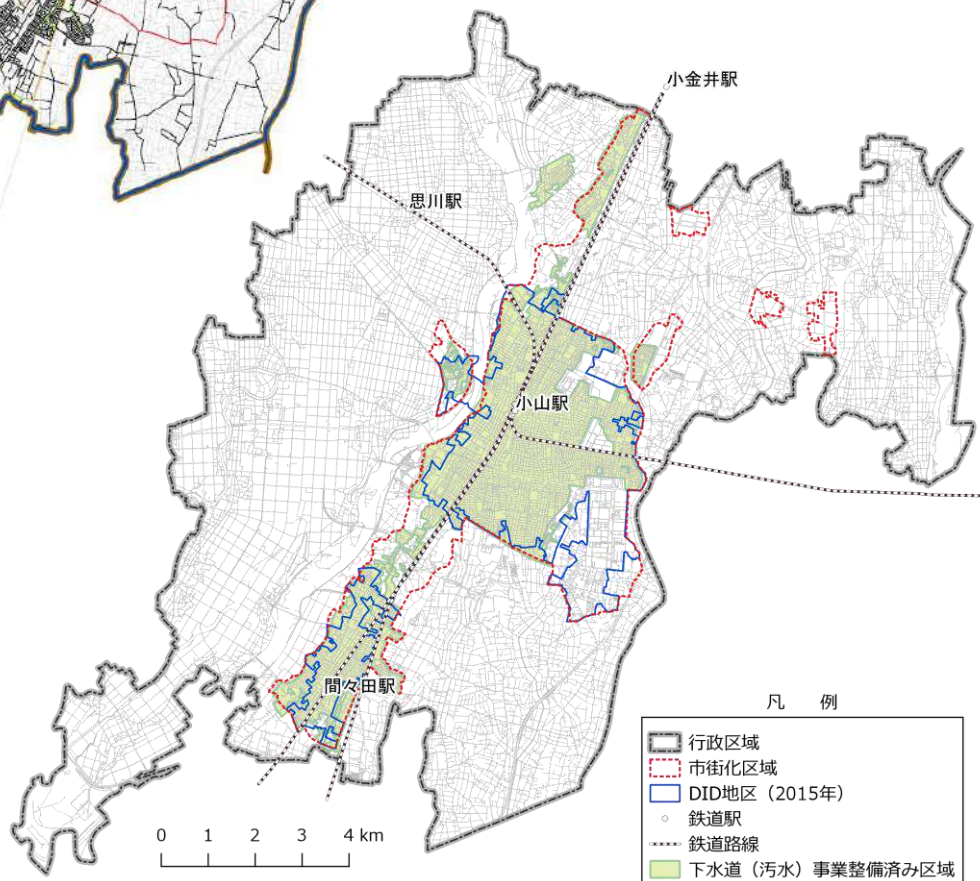 小金井駅
思川駅
小山駅
間々田駅
0 1 2 3 4 km
凡 例
行政区域
市街化区域
DID地区（2015年）
鉄道駅
鉄道路線
下水道（汚水）事業整備済み区域